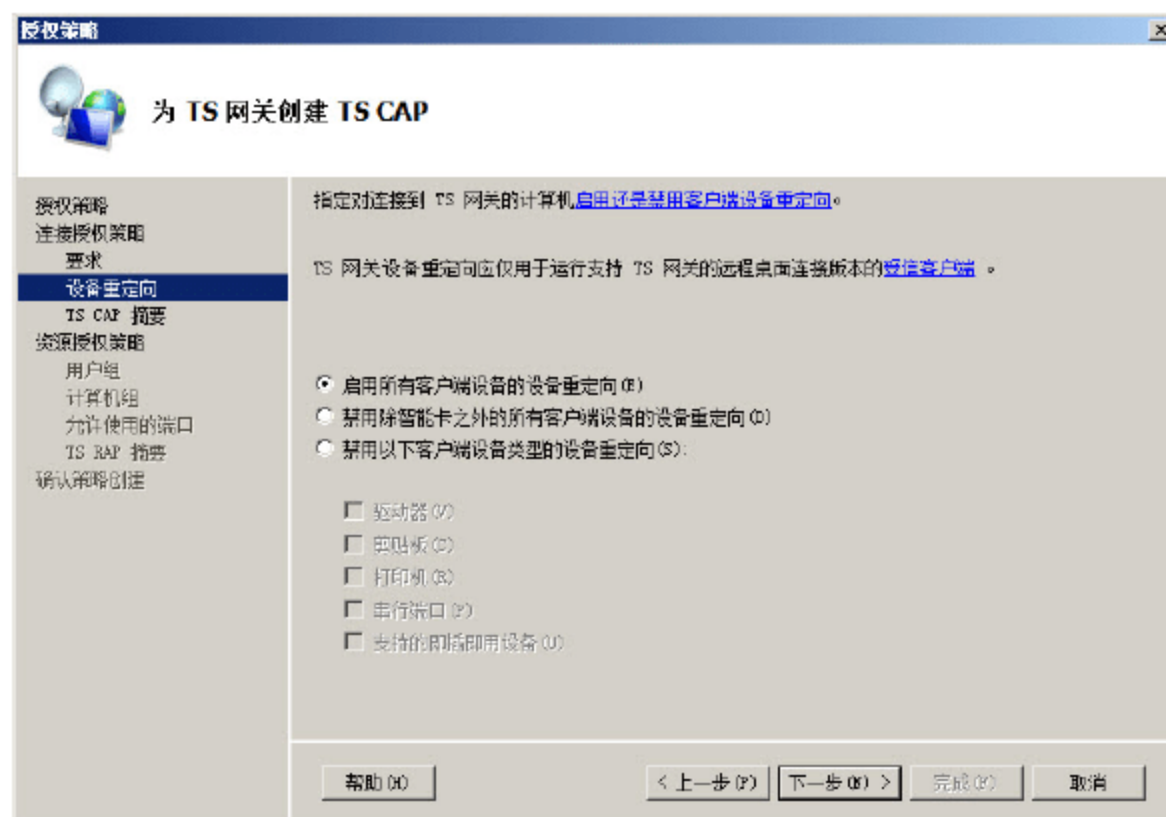 授权策略
为 TS 网关创建 TS CAP
授权策略
连接授权策略
要求
设备重定向
TS CAP 摘要
资源授权策略
用户组
计算机组
允许使用的端口
TS RAP 摘要
确认策略创建
指定对连接到 TS 网关的计算机启用还是禁用客户端设备重定向。
TS 网关设备重定向应仅用于运行支持 TS 网关的远程桌面连接版本的受信客户端 。
启用所有客户端设备的设备重定向(E)
禁用除智能卡之外的所有客户端设备的设备重定向(D)
禁用以下客户端设备类型的设备重定向(S):
驱动器(V)
剪贴板(C)
打印机(R)
串行端口(P)
支持的即插即用设备(U)
帮助(H)
< 上一步(P)
下一步(N) >
完成(F)
取消